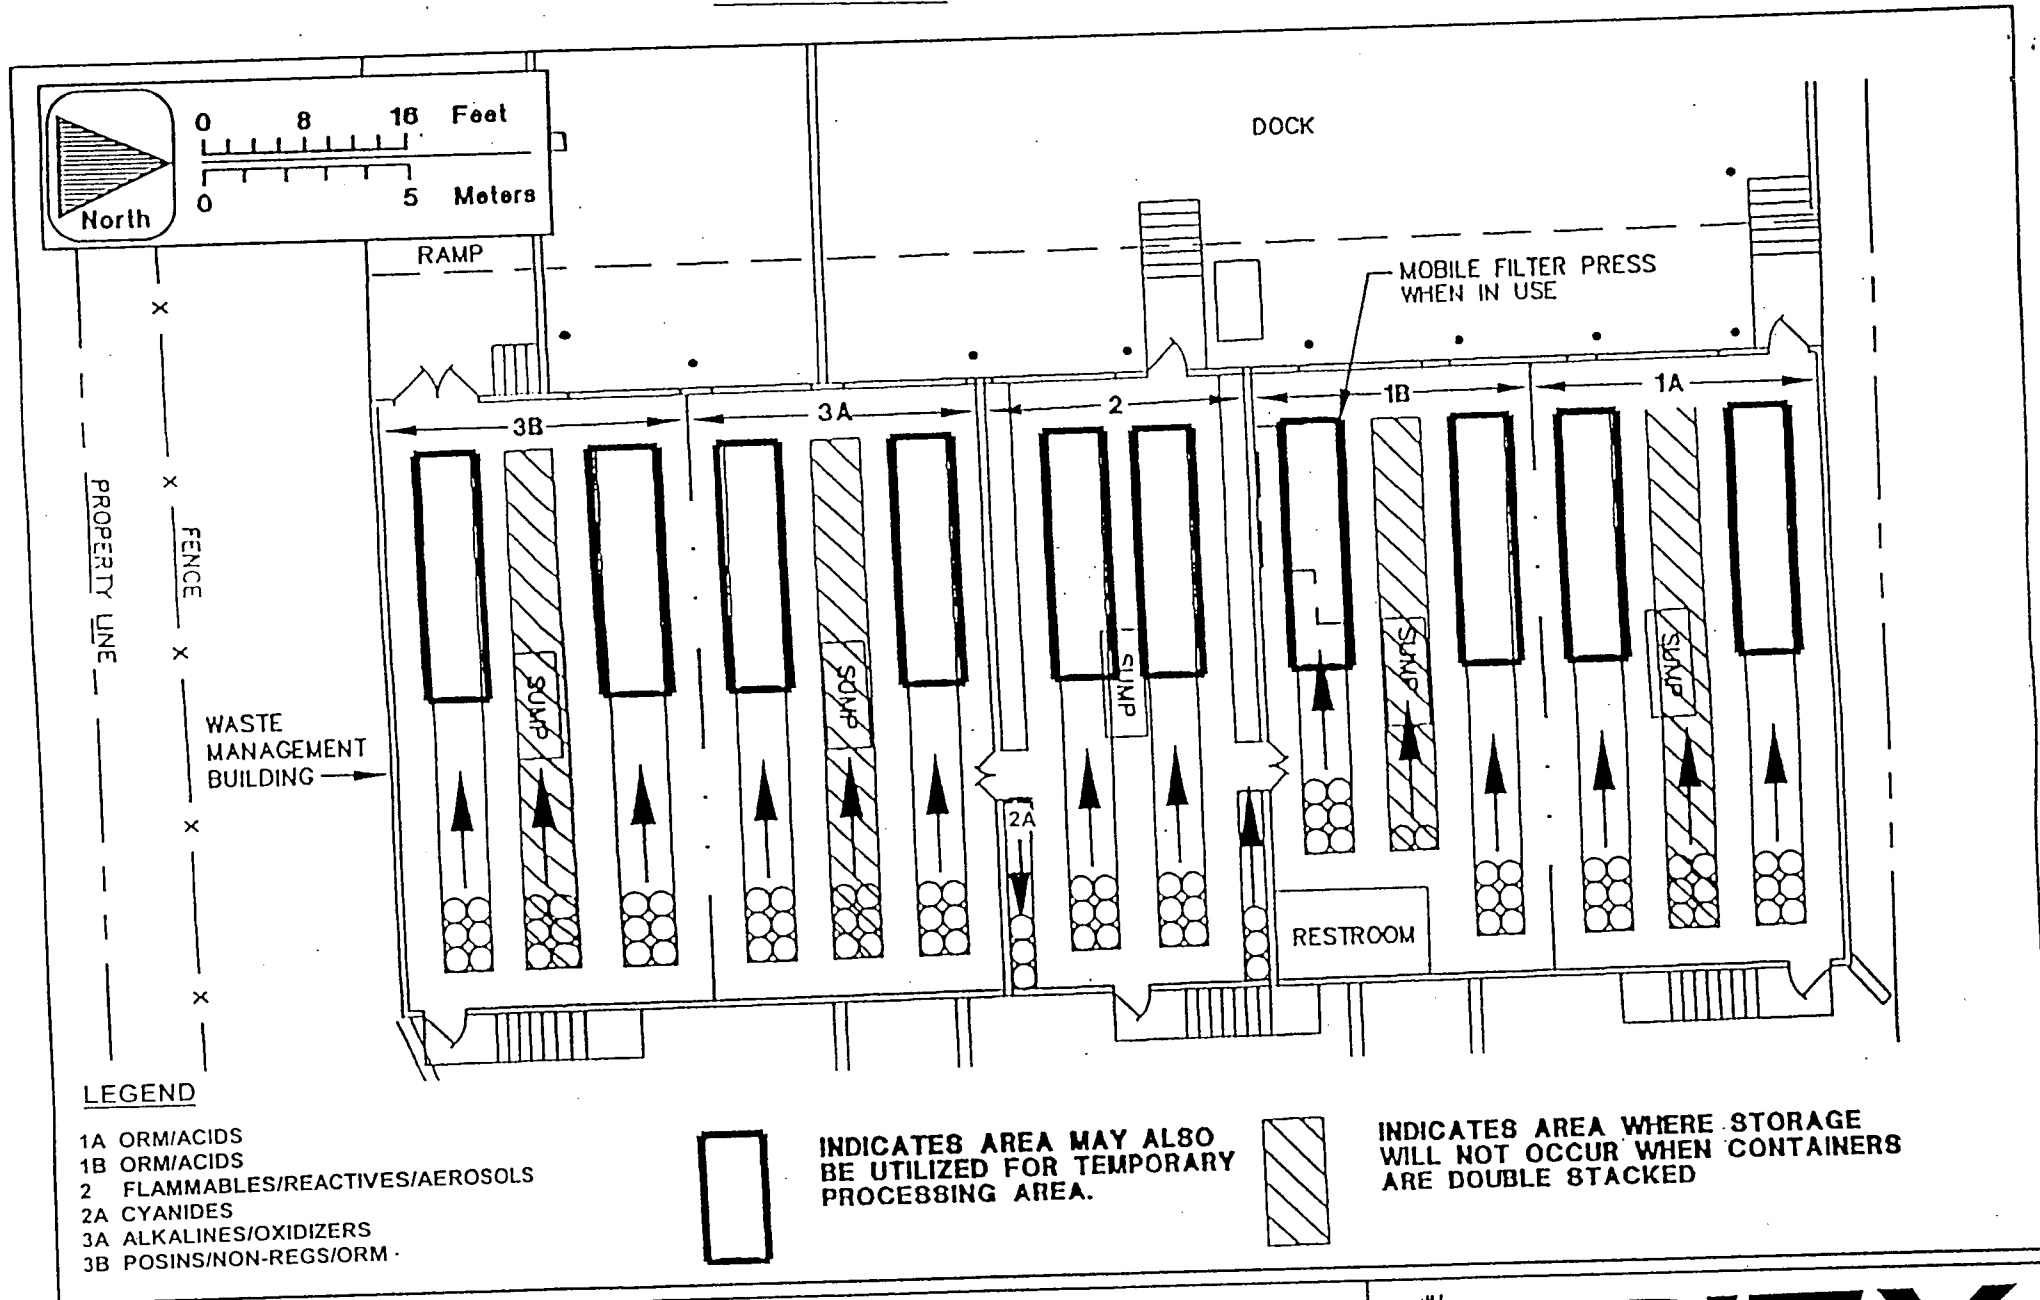 0 8 16 Feet
0 5 Meters
North
DOCK
RAMP
MOBILE FILTER PRESS
WHEN IN USE
3B
3A
2
1B
1A
PROPERTY LINE
FENCE
SUMP
SUMP
SUMP
SUMP
SUMP
WASTE
MANAGEMENT
BUILDING
2A
RESTROOM
LEGEND
1A ORM/ACIDS
1B ORM/ACIDS
2 FLAMMABLES/REACTIVES/AEROSOLS
2A CYANIDES
3A ALKALINES/OXIDIZERS
3B POSINS/NON-REGS/ORM
INDICATES AREA MAY ALSO
BE UTILIZED FOR TEMPORARY
PROCESSING AREA.
INDICATES AREA WHERE STORAGE
WILL NOT OCCUR WHEN CONTAINERS
ARE DOUBLE STACKED